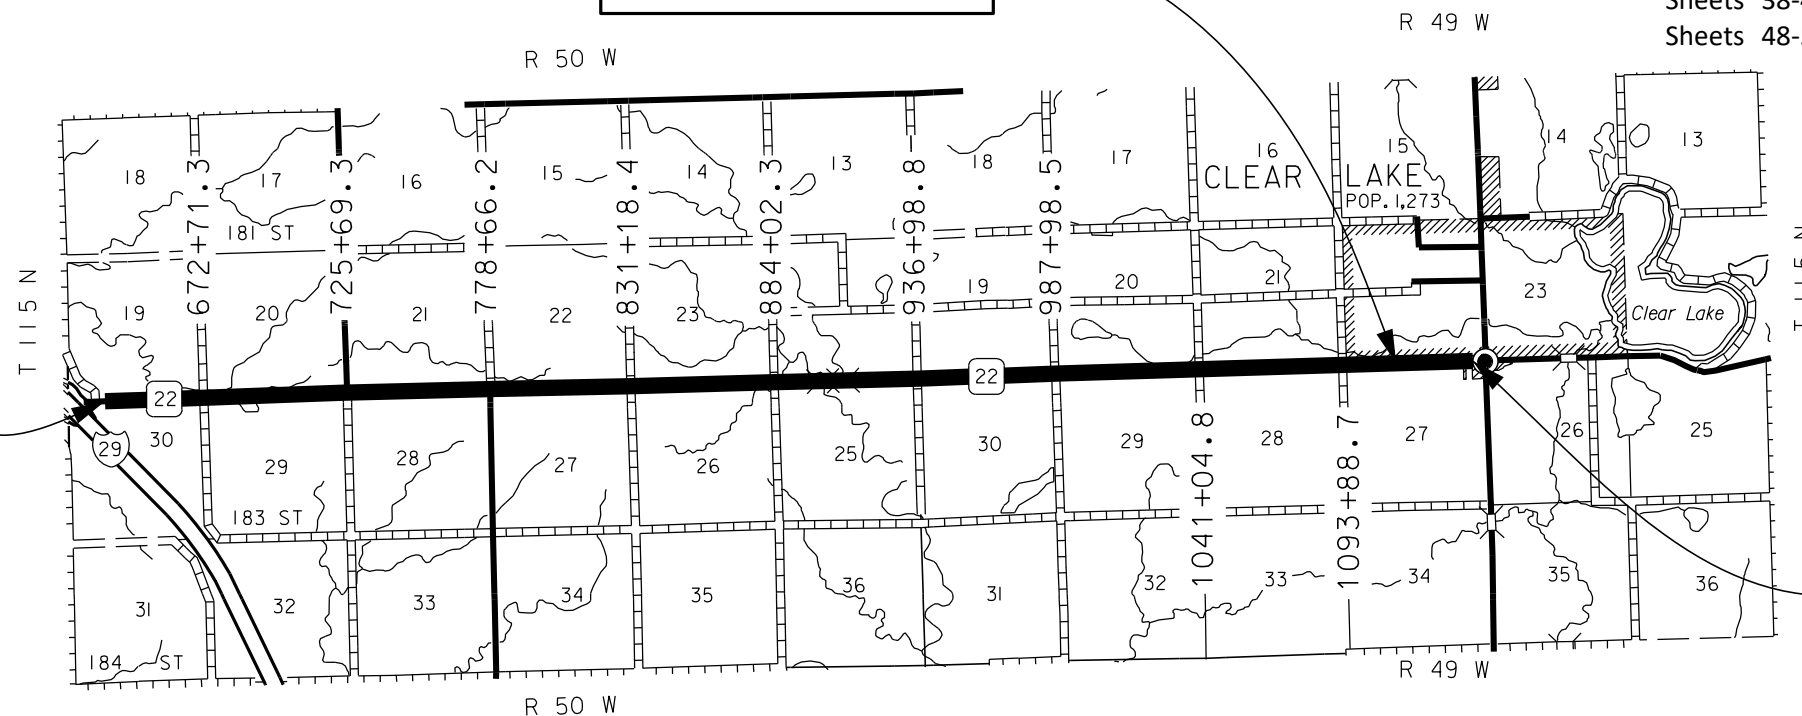 Sheets 48-
R 49 W
R 50 W
18 17 16 15 14 13 18 17 16 15 14 13
CLEAR LAKE
POP. 1,273
181 ST
672+71.3 725+69.3 778+66.2 831+18.4 884+02.3 936+98.8 987+98.5
T 115 N
19 20 21 22 23 19 20 21 23
Clear Lake
22 22
29
30 29 28 27 26 25 30 29 28 27 26 25
1041+04.8 1093+88.7
183 ST
31 32 33 34 35 36 31 32 33 34 35 36
184 ST
R 49 W
R 50 W